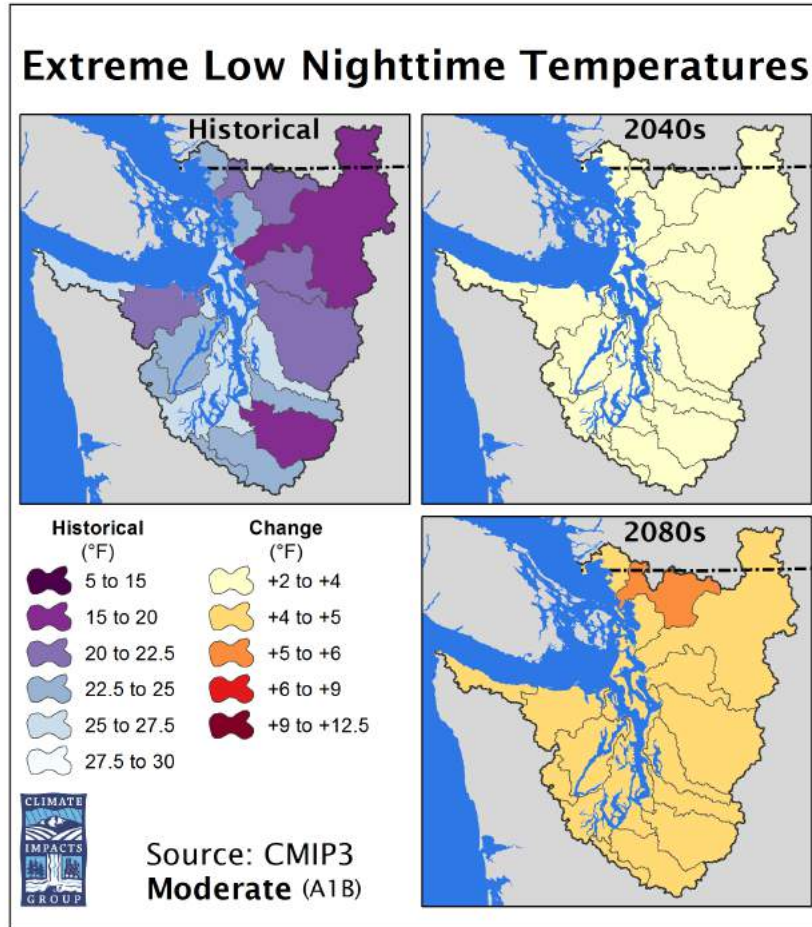 Extreme Low Nighttime Temperatures
Historical
2040s
Historical
(°F)
5 to 15
15 to 20
20 to 22.5
22.5 to 25
25 to 27.5
27.5 to 30
Change
(°F)
+2 to +4
+4 to +5
+5 to +6
+6 to +9
+9 to +12.5
2080s
CLIMATE
IMPACTS
GROUP
Source: CMIP3
Moderate (A1B)